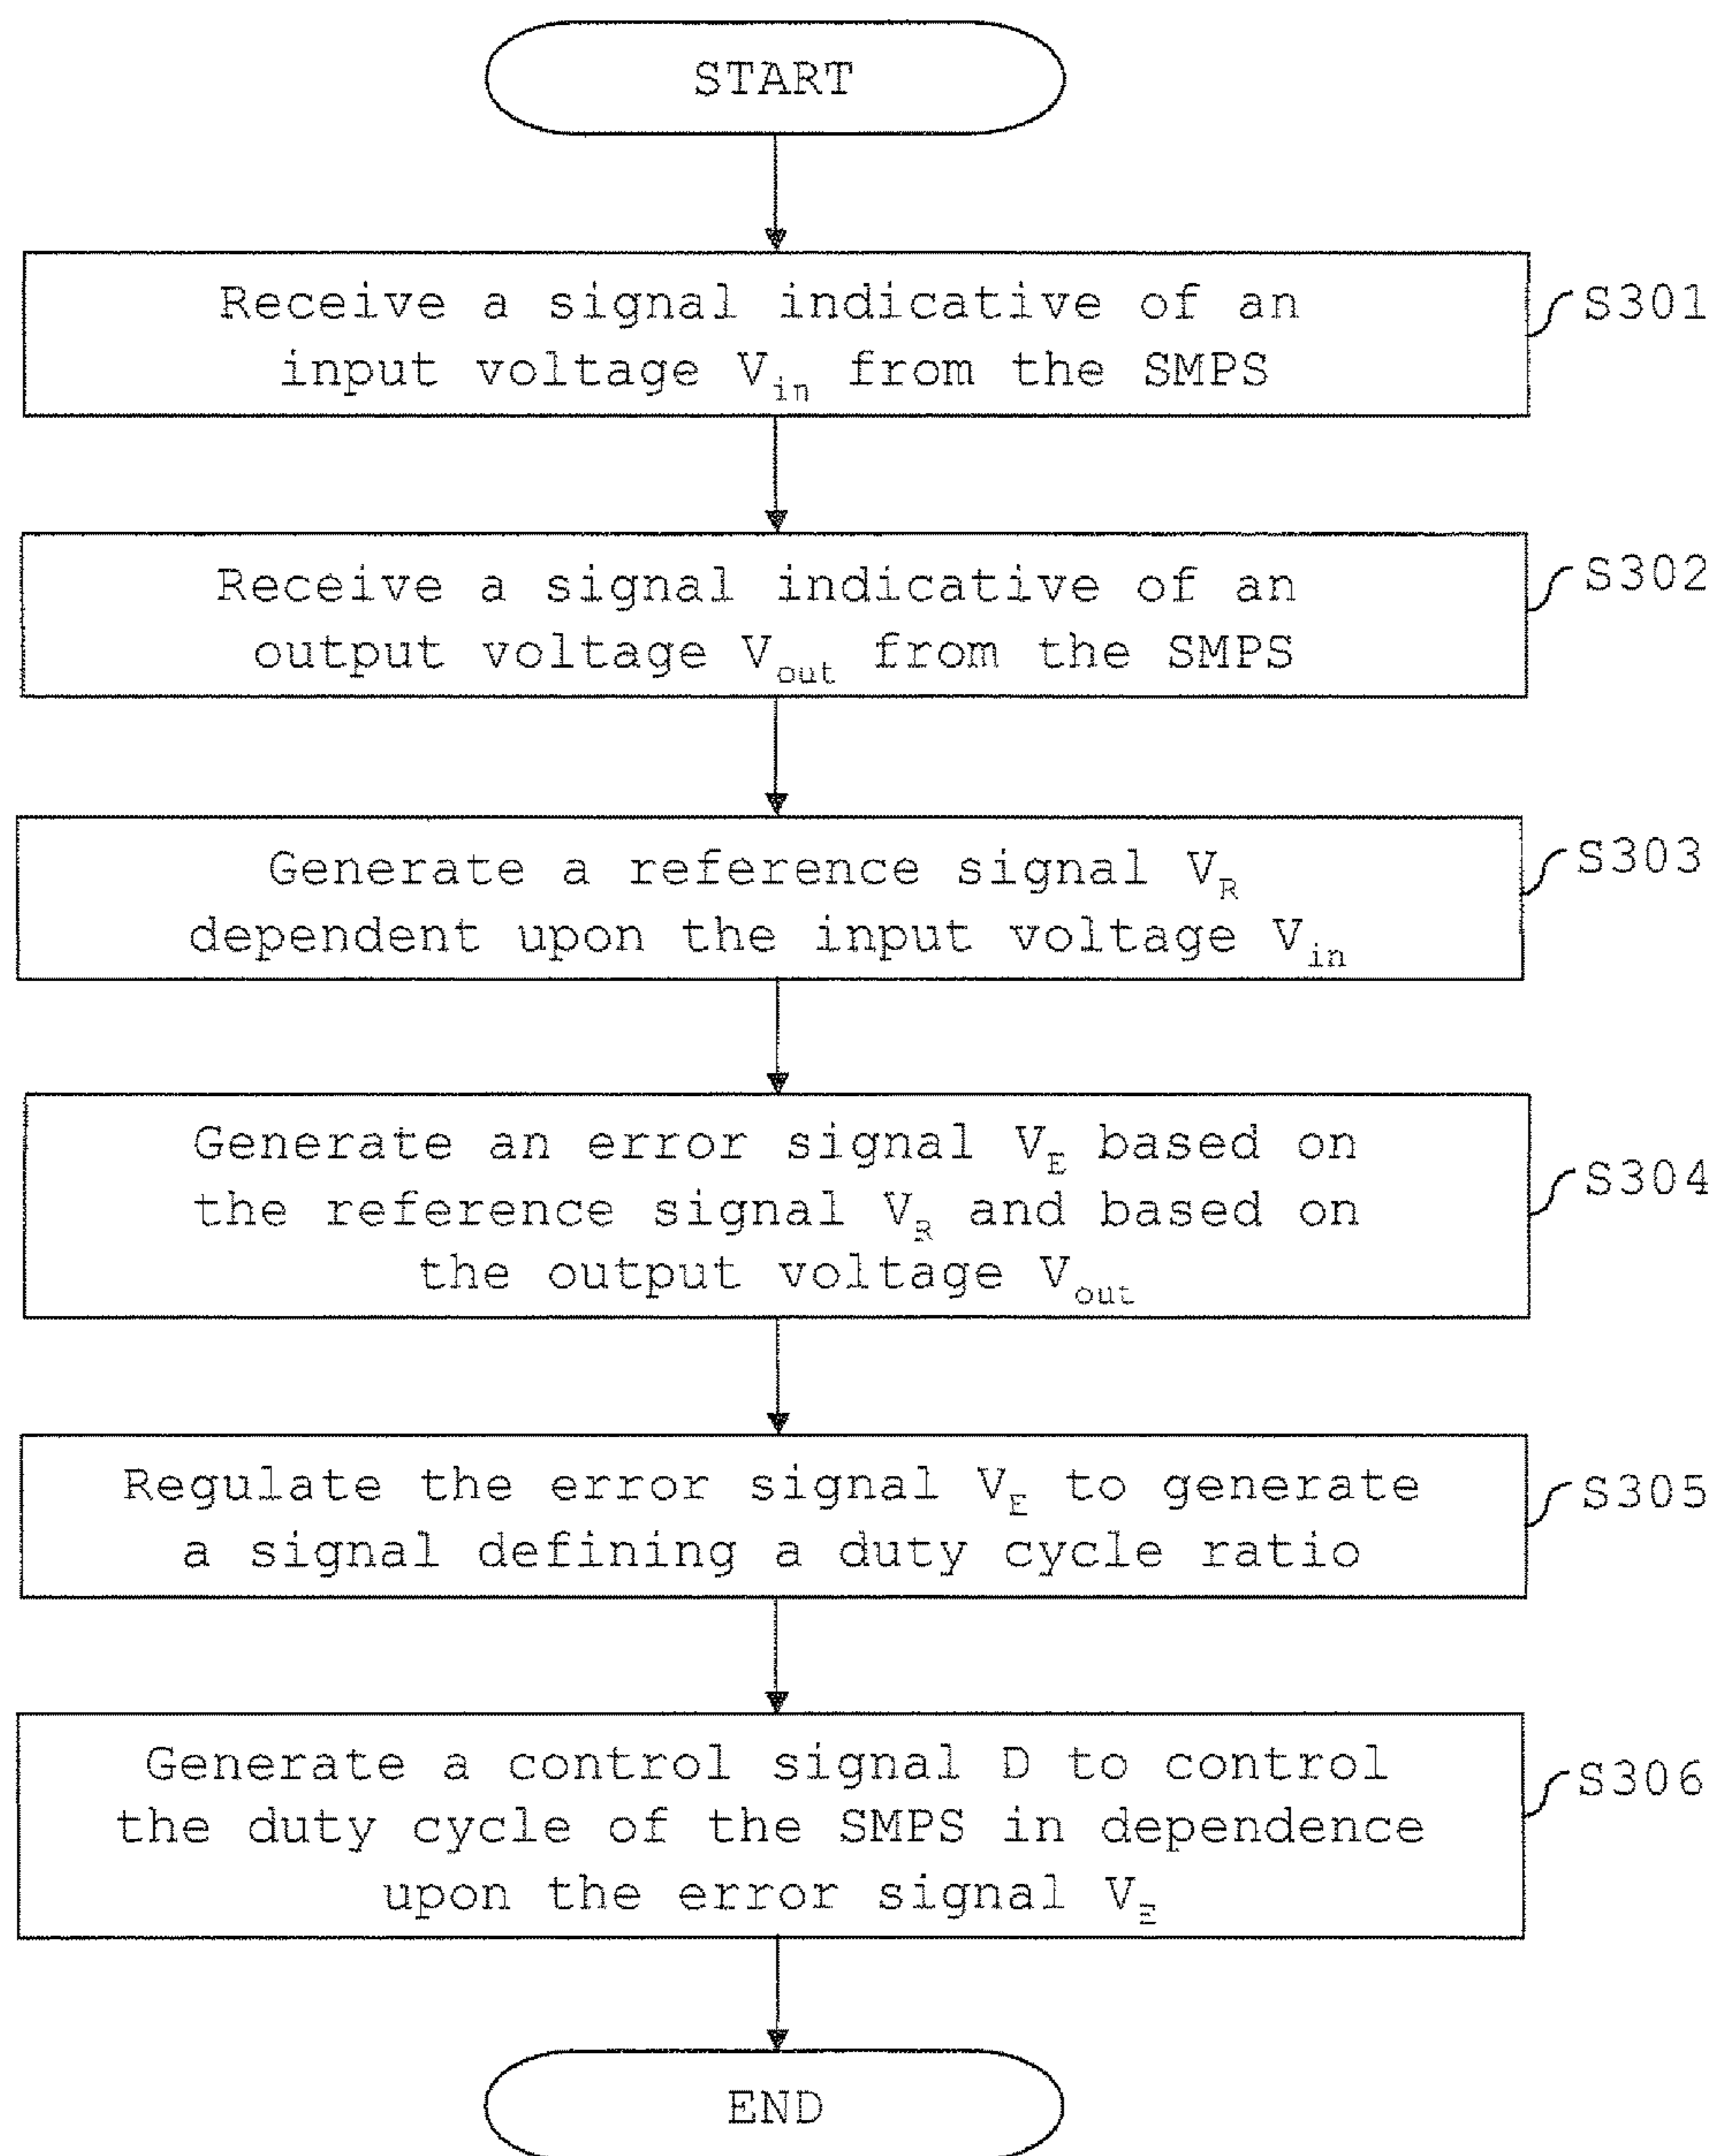 START
Receive a signal indicative of an
input voltage Vin from the SMPS
S301
Receive a signal indicative of an
output voltage Vout from the SMPS
S302
Generate a reference signal VR
dependent upon the input voltage Vin
S303
Generate an error signal VE based on
the reference signal VR and based on
the output voltage Vout
S304
Regulate the error signal VE to generate
a signal defining a duty cycle ratio
S305
Generate a control signal D to control
the duty cycle of the SMPS in dependence
upon the error signal VE
S306
END